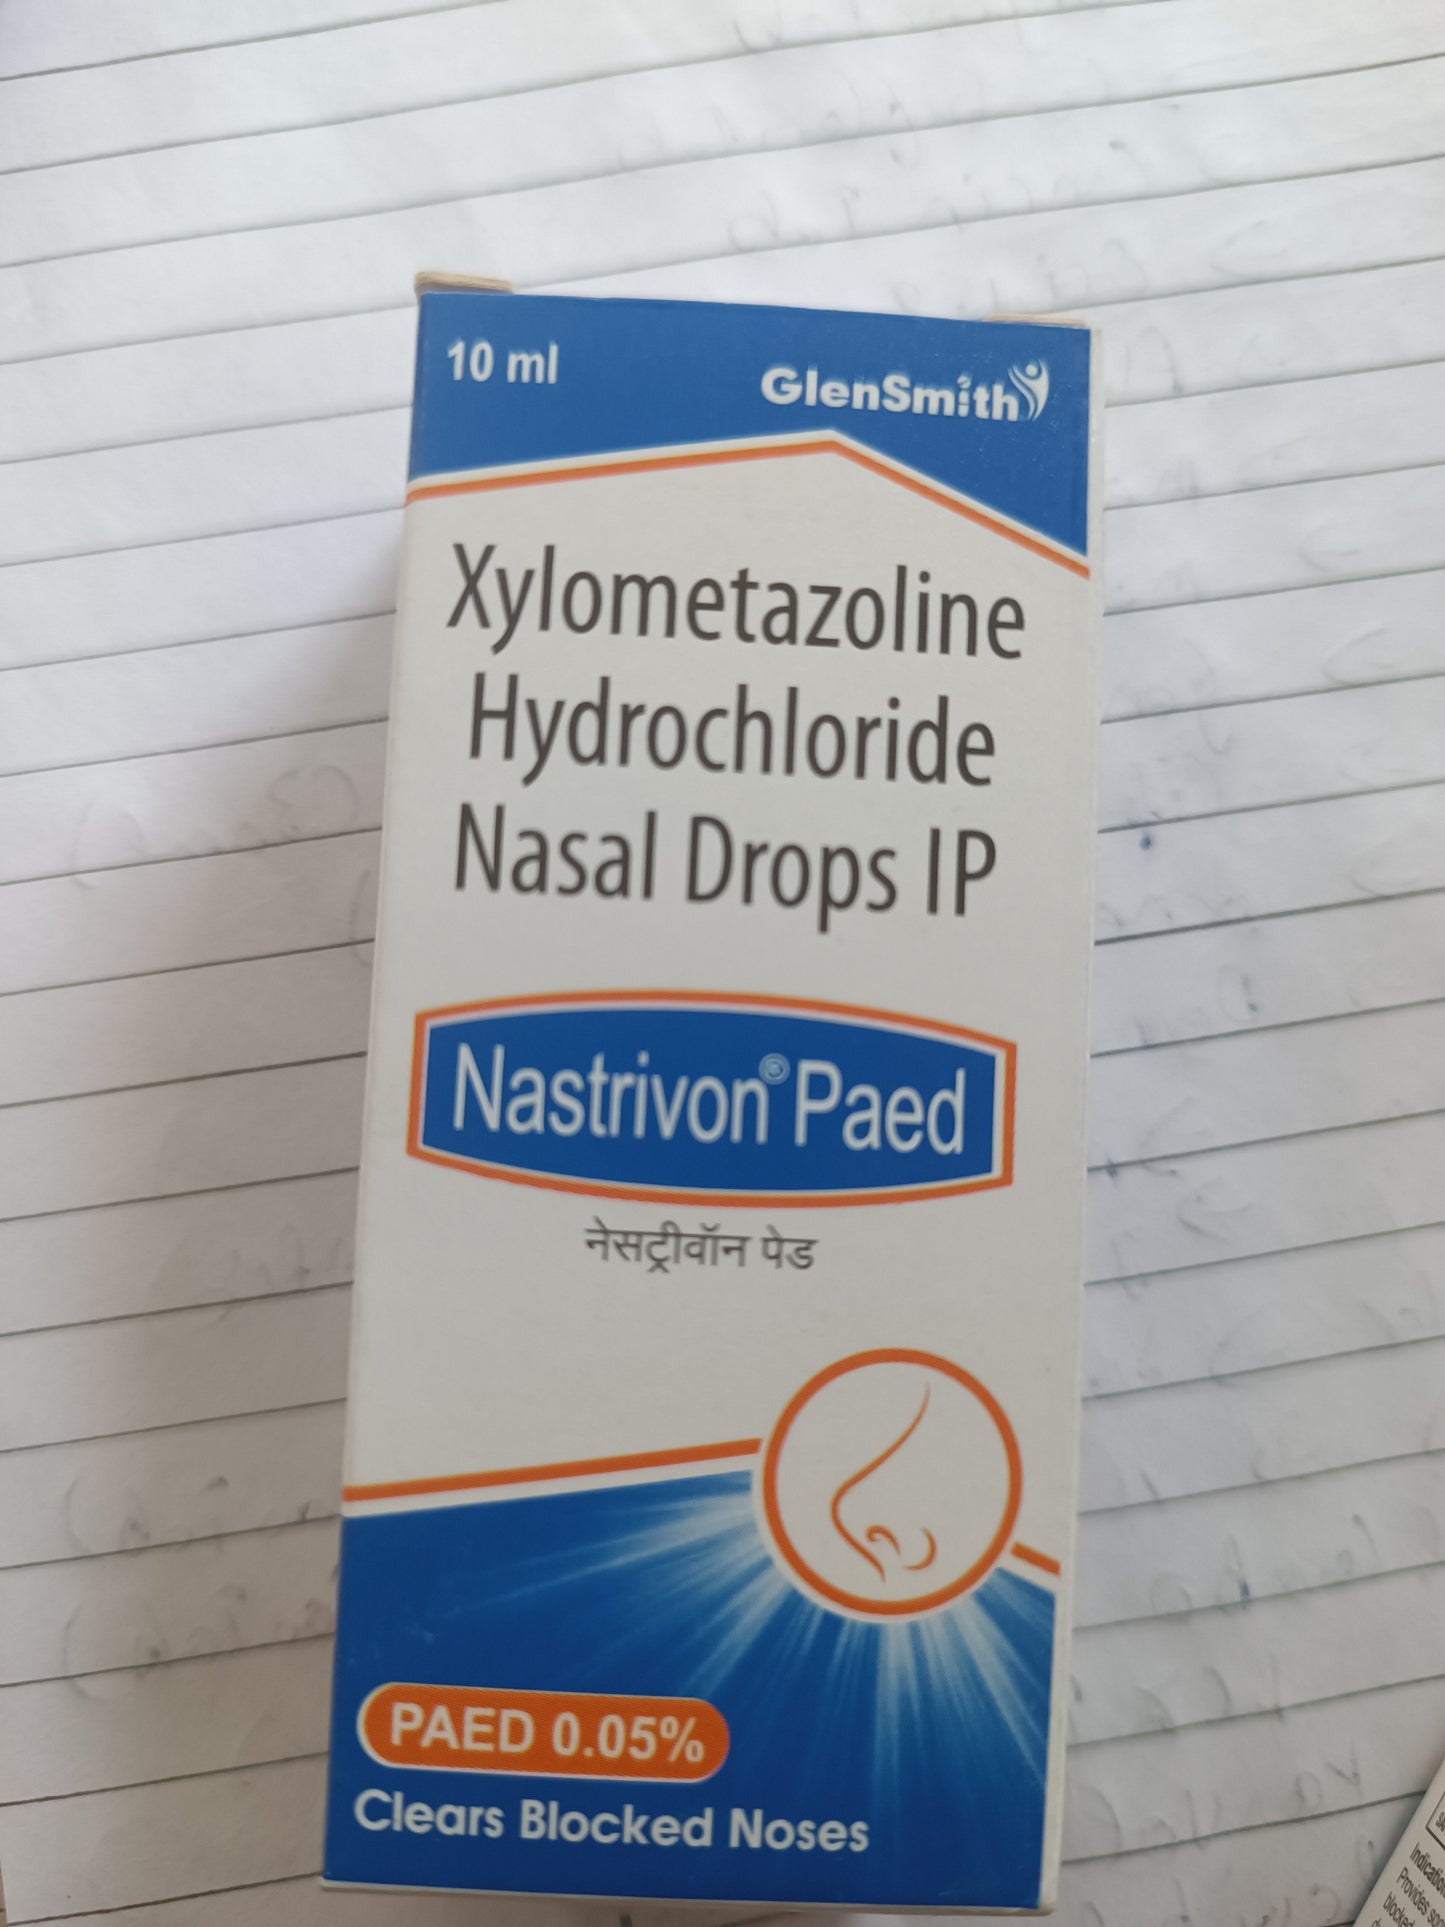 10 ml
GlenSmith
Xylometazoline
Hydrochloride
Nasal Drops IP
Nastrivon® Paed
नेसट्रीवॉन पेड
PAED 0.05%
Clears Blocked Noses